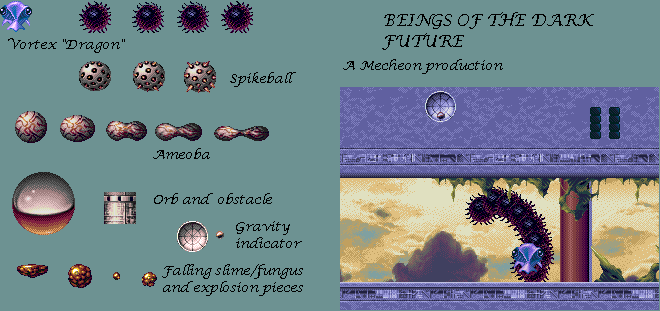 BEINGS OF THE DARK
FUTURE
A Mecheon production
Vortex "Dragon"
Spikeball
Ameoba
Orb and obstacle
Gravity
indicator
Falling slime/fungus
and explosion pieces